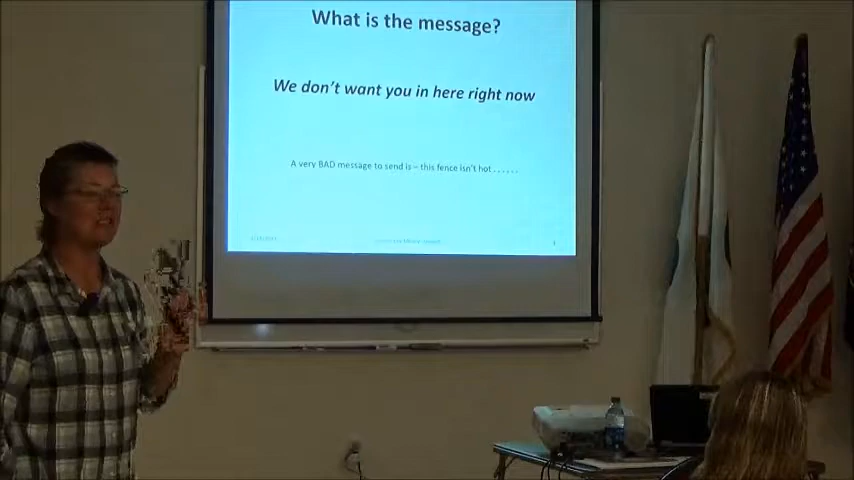 What is the message?
We don't want you in here right now
A very BAD message to send is – this fence isn't hot . . . . . .